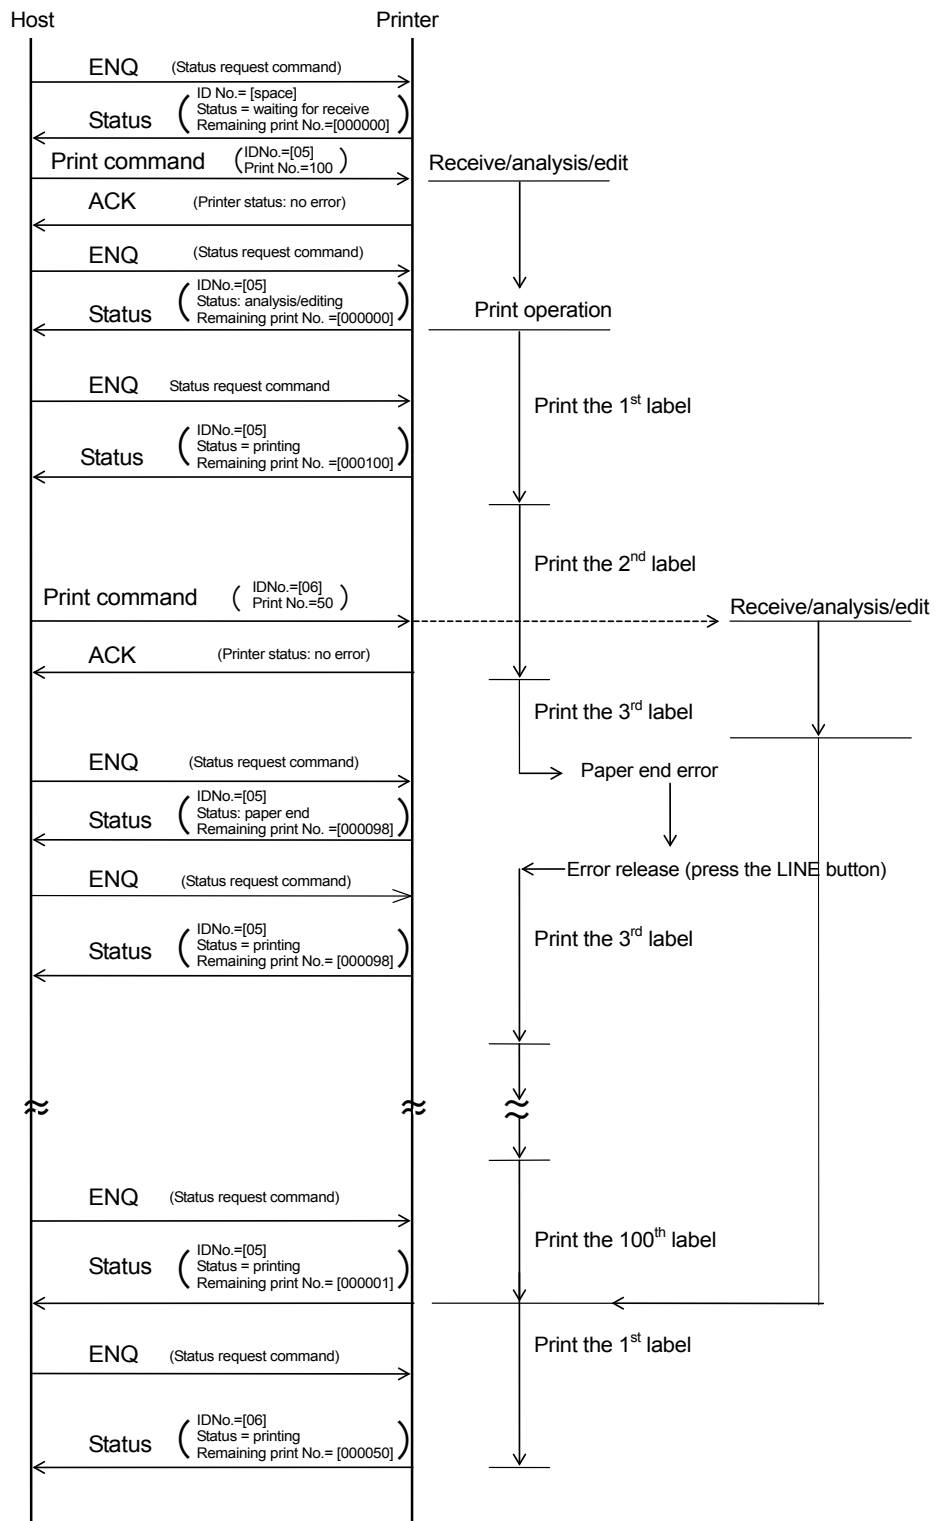 Host
Printer
ENQ (Status request command)
ID No.= [space]
Status = waiting for receive
Remaining print No.=[000000]
Status
Print command
IDNo.=[05]
Print No.=100
Receive/analysis/edit
ACK (Printer status: no error)
ENQ (Status request command)
IDNo.=[05]
Status: analysis/editing
Remaining print No. =[000000]
Status
Print operation
ENQ Status request command
Print the 1st label
IDNo.=[05]
Status = printing
Remaining print No. =[000100]
Status
Print the 2nd label
Print command
IDNo.=[06]
Print No.=50
Receive/analysis/edit
ACK (Printer status: no error)
Print the 3rd label
ENQ (Status request command)
Paper end error
IDNo.=[05]
Status: paper end
Remaining print No. =[000098]
Status
Error release (press the LINE button)
ENQ (Status request command)
IDNo.=[05]
Status = printing
Remaining print No.= [000098]
Status
Print the 3rd label
ENQ (Status request command)
Print the 100th label
IDNo.=[05]
Status = printing
Remaining print No.= [000001]
Status
Print the 1st label
ENQ (Status request command)
IDNo.=[06]
Status = printing
Remaining print No.= [000050]
Status